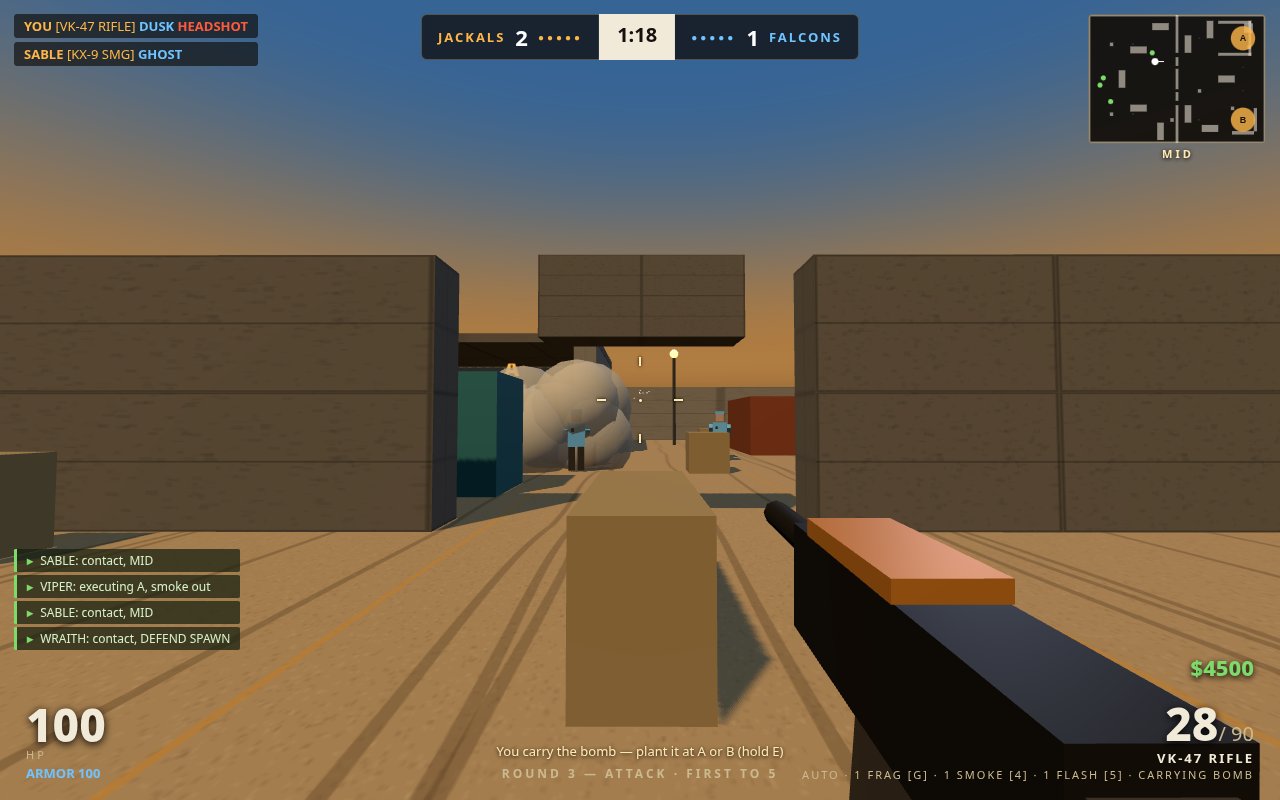 YOU [VK-47 RIFLE] DUSK HEADSHOT
SABLE [KX-9 SMG] GHOST
JACKALS 2 ••••• 1:18 ••••• 1 FALCONS
A
B
MID
► SABLE: contact, MID
► VIPER: executing A, smoke out
► SABLE: contact, MID
► WRAITH: contact, DEFEND SPAWN
$4500
100
HP
ARMOR 100
You carry the bomb — plant it at A or B (hold E)
ROUND 3 — ATTACK · FIRST TO 5
28 / 90
VK-47 RIFLE
AUTO · 1 FRAG [G] · 1 SMOKE [4] · 1 FLASH [5] · CARRYING BOMB